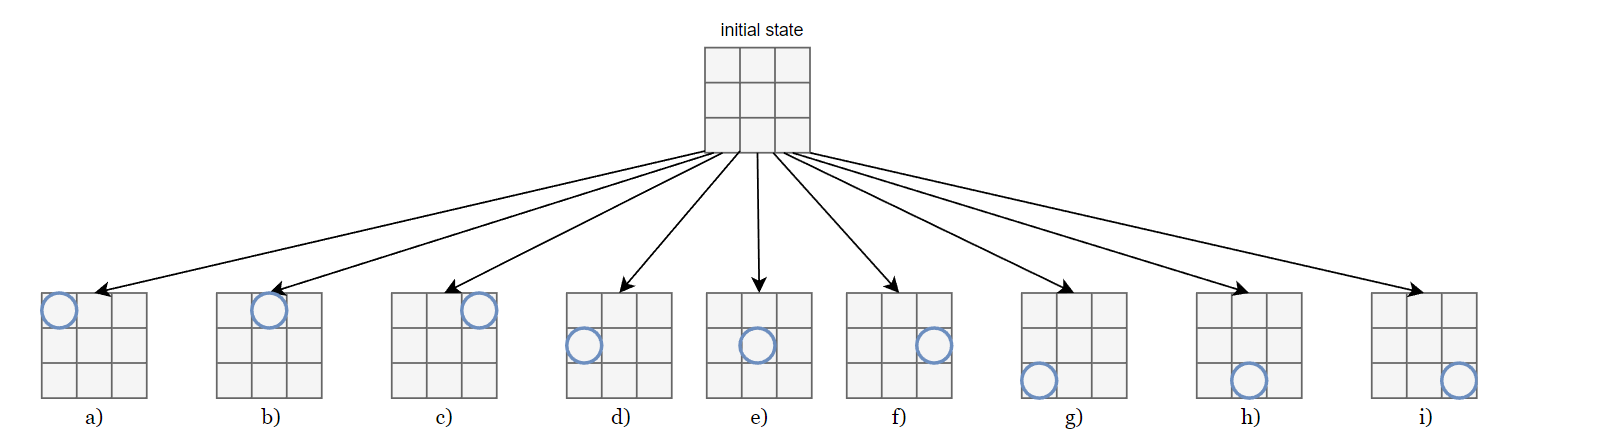 initial state
a) b) c) d) e) f) g) h) i)